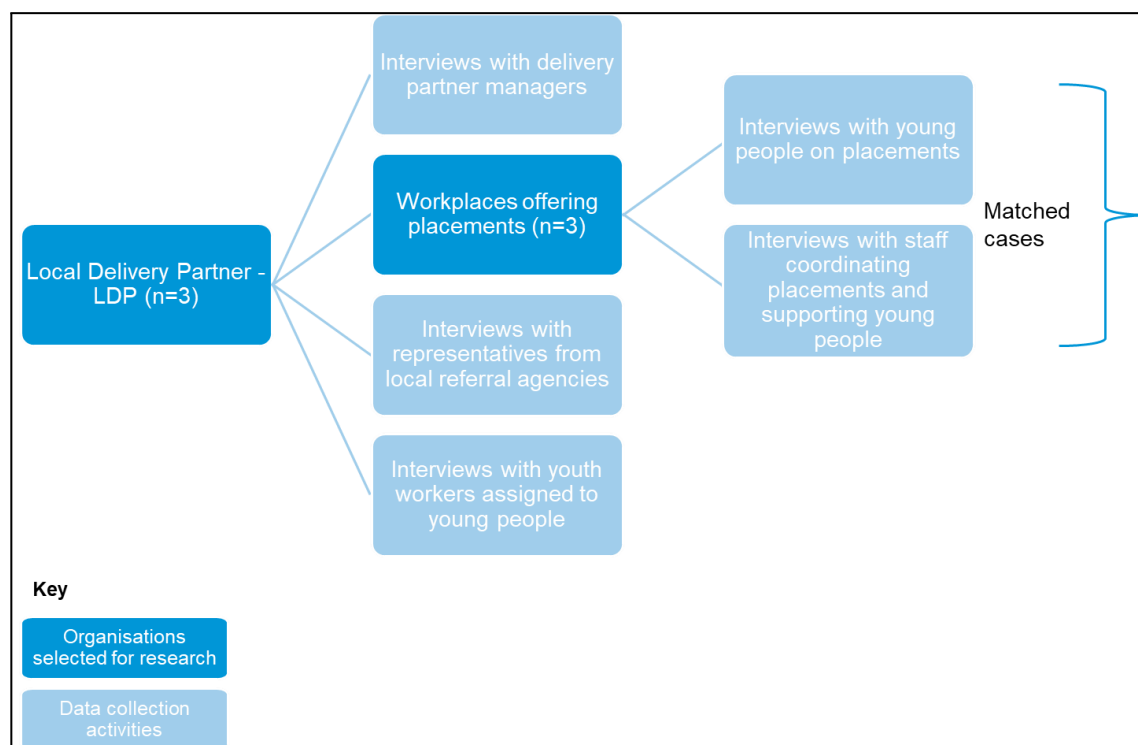 Interviews with delivery
partner managers
Workplaces offering
placements (n=3)
Local Delivery Partner -
LDP (n=3)
Interviews with
representatives from
local referral agencies
Interviews with youth
workers assigned to
young people
Interviews with young
people on placements
Interviews with staff
coordinating
placements and
supporting young
people
Matched
cases
Key
Organisations
selected for research
Data collection
activities